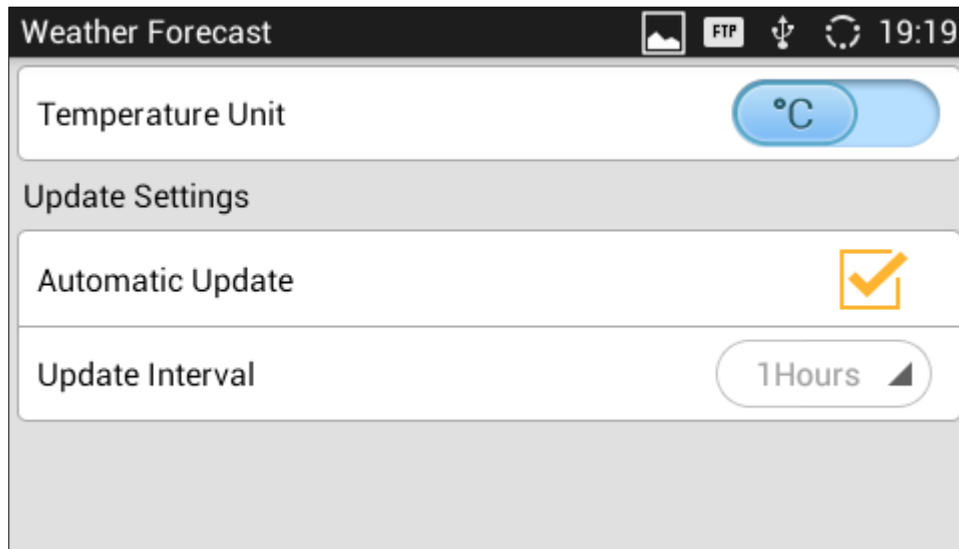 Weather Forecast FTP 19:19
Temperature Unit °C
Update Settings
Automatic Update
Update Interval 1Hours